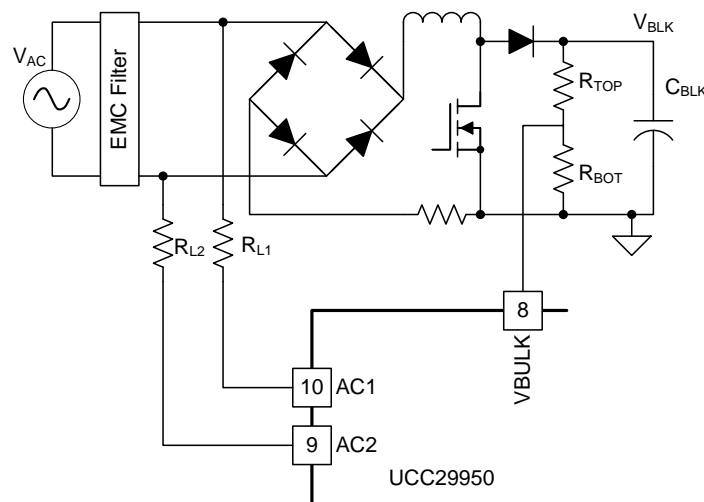 VBLK
VAC
EMC Filter
RTOP
CBLK
RBOT
RL2
RL1
8
VBULK
10 AC1
9 AC2
UCC29950